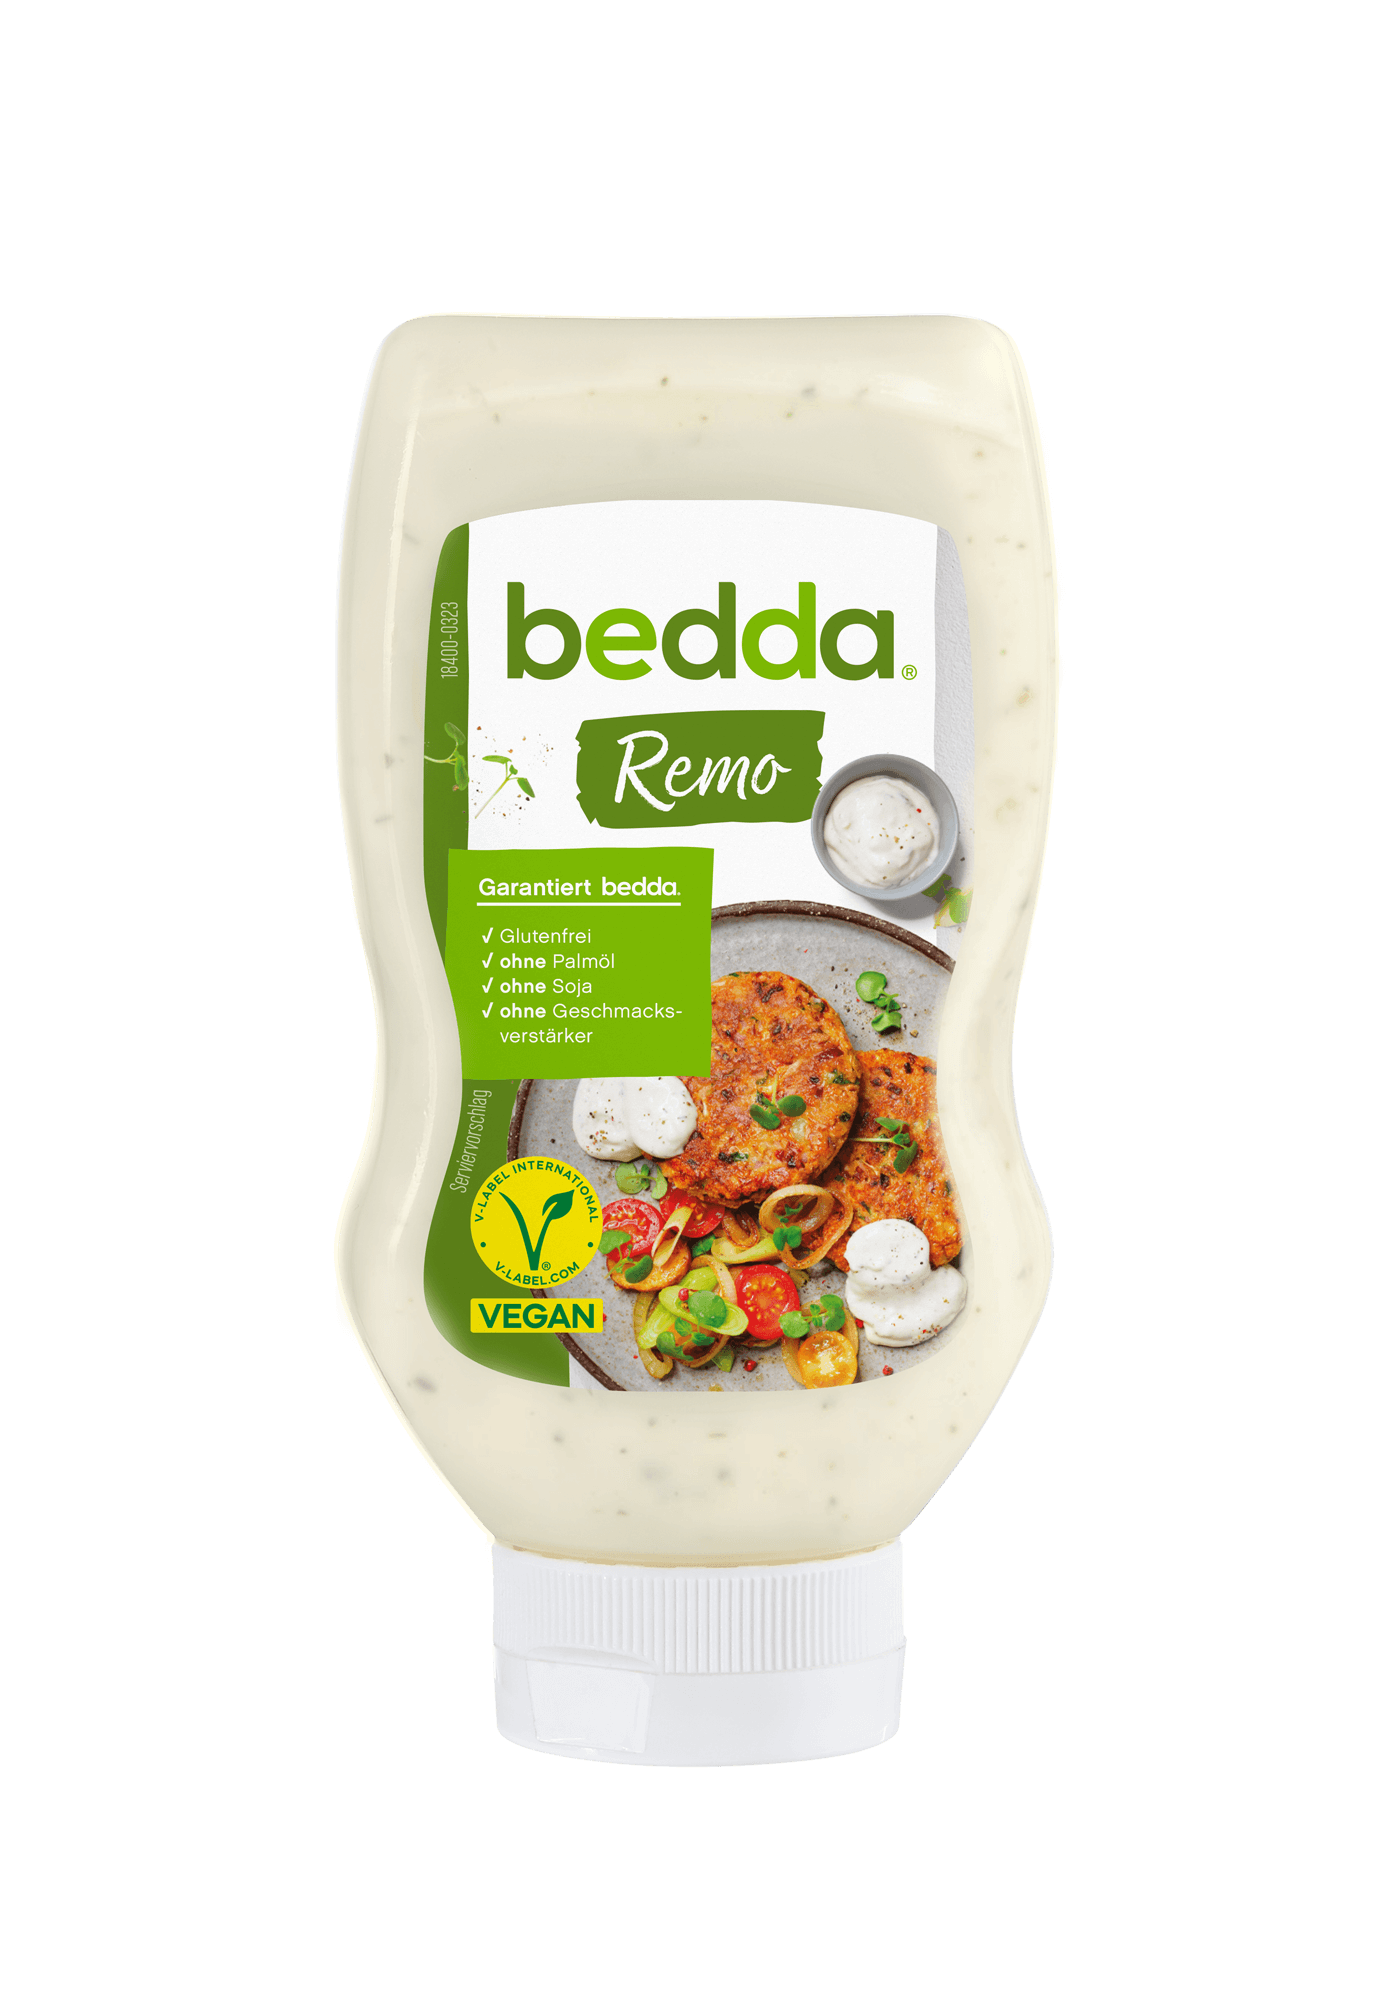 bedda®
Remo
18400-0323
Garantiert bedda.
√ Glutenfrei
√ ohne Palmöl
√ ohne Soja
√ ohne Geschmacks-
verstärker
Serviervorschlag
V-LABEL INTERNATIONAL
®
• V-LABEL.COM •
VEGAN